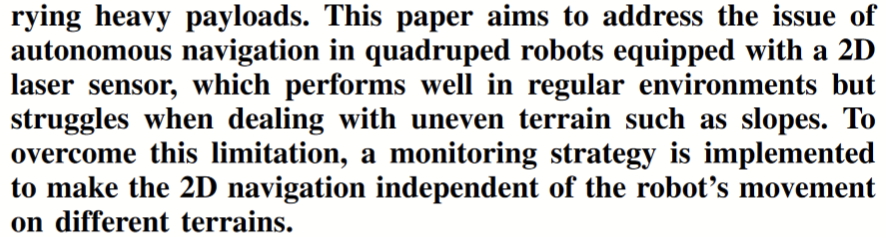 rying heavy payloads. This paper aims to address the issue of
autonomous navigation in quadruped robots equipped with a 2D
laser sensor, which performs well in regular environments but
struggles when dealing with uneven terrain such as slopes. To
overcome this limitation, a monitoring strategy is implemented
to make the 2D navigation independent of the robot’s movement
on different terrains.